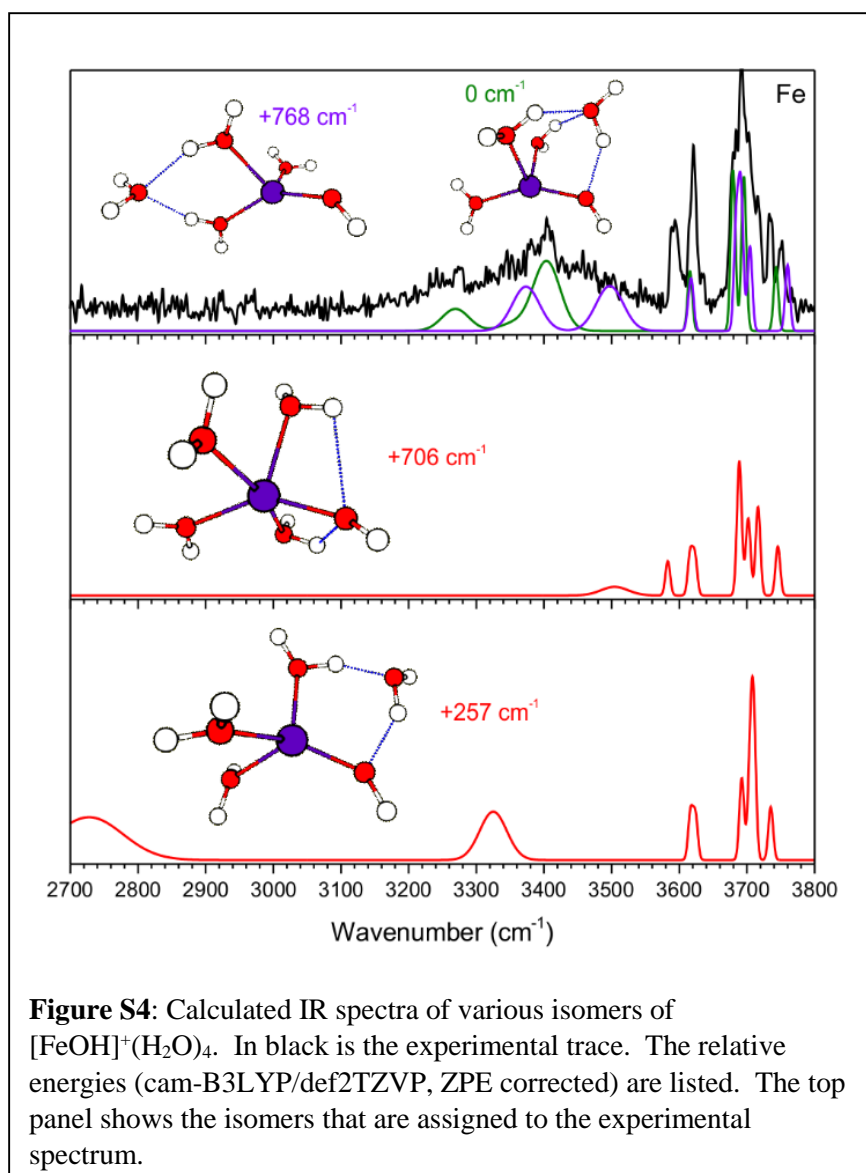 +768 cm⁻¹
0 cm⁻¹
Fe
+706 cm⁻¹
+257 cm⁻¹
2700 2800 2900 3000 3100 3200 3300 3400 3500 3600 3700 3800
Wavenumber (cm⁻¹)
Figure S4: Calculated IR spectra of various isomers of
[FeOH]⁺(H₂O)₄. In black is the experimental trace. The relative
energies (cam-B3LYP/def2TZVP, ZPE corrected) are listed. The top
panel shows the isomers that are assigned to the experimental
spectrum.